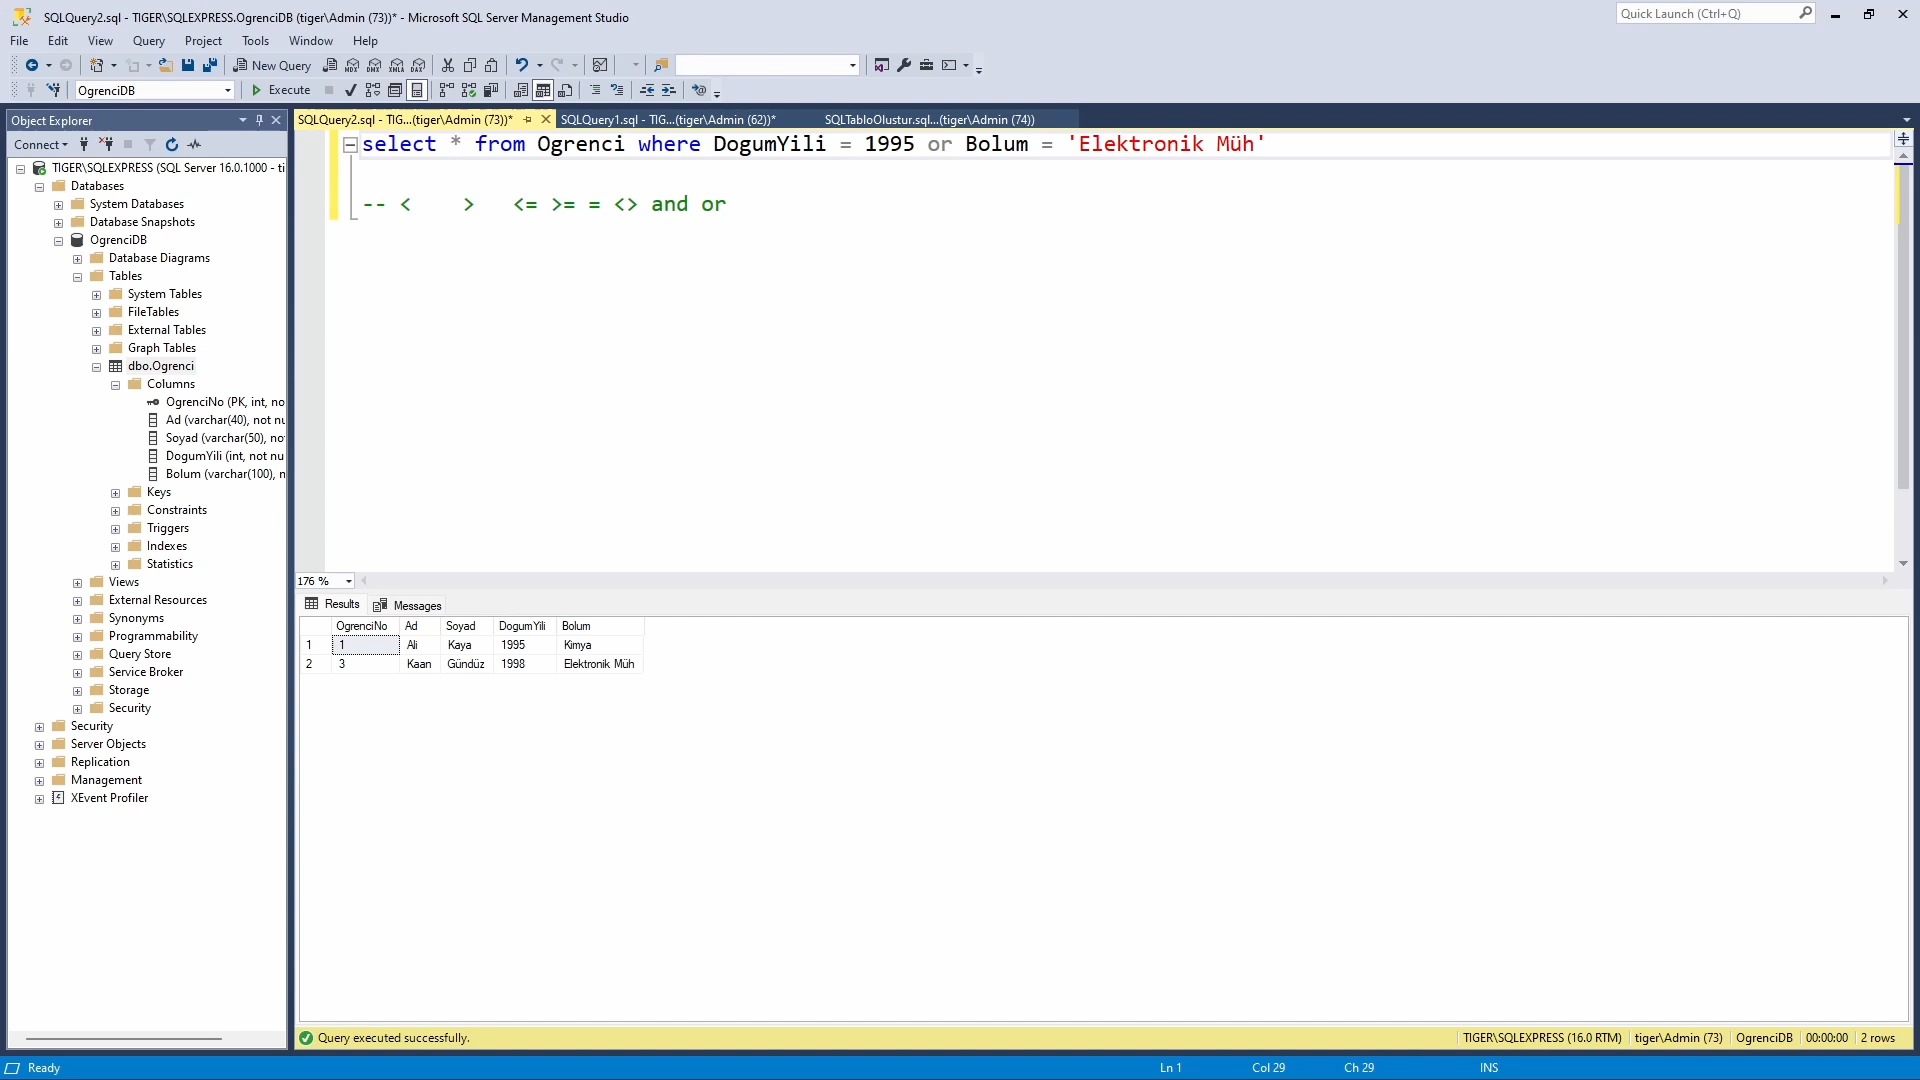 SQLQuery2.sql - TIGER\SQLEXPRESS.OgrenciDB (tiger\Admin (73))* - Microsoft SQL Server Management Studio
Quick Launch (Ctrl+Q)
File Edit View Query Project Tools Window Help
New Query MDX DMX XMLA DAX
OgrenciDB Execute
Object Explorer
SQLQuery2.sql - TIG...(tiger\Admin (73))* SQLQuery1.sql - TIG...(tiger\Admin (62))* SQLTabloOlustur.sql...(tiger\Admin (74))
Connect
TIGER\SQLEXPRESS (SQL Server 16.0.1000 - ti
Databases
System Databases
Database Snapshots
OgrenciDB
Database Diagrams
Tables
System Tables
FileTables
External Tables
Graph Tables
dbo.Ogrenci
Columns
OgrenciNo (PK, int, no
Ad (varchar(40), not nu
Soyad (varchar(50), no
DogumYili (int, not nu
Bolum (varchar(100), n
Keys
Constraints
Triggers
Indexes
Statistics
Views
External Resources
Synonyms
Programmability
Query Store
Service Broker
Storage
Security
Security
Server Objects
Replication
Management
XEvent Profiler
select * from Ogrenci where DogumYili = 1995 or Bolum = 'Elektronik Müh'
-- < > <= >= = <> and or
176 %
Results Messages
OgrenciNo Ad Soyad DogumYili Bolum
1 1 Ali Kaya 1995 Kimya
2 3 Kaan Gündüz 1998 Elektronik Müh
Query executed successfully. TIGER\SQLEXPRESS (16.0 RTM) tiger\Admin (73) OgrenciDB 00:00:00 2 rows
Ready Ln 1 Col 29 Ch 29 INS